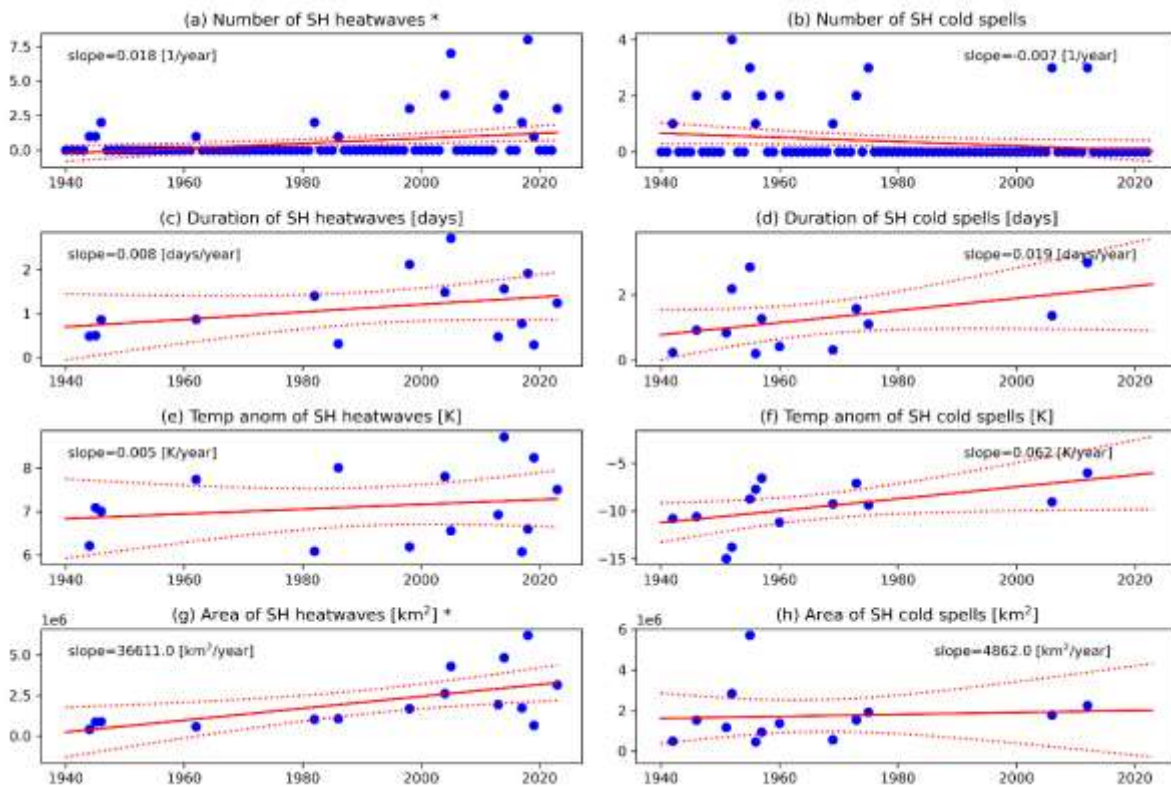 (a) Number of SH heatwaves *
slope=0.018 [1/year]
7.5
5.0
2.5
0.0
1940 1960 1980 2000 2020
(b) Number of SH cold spells
slope=-0.007 [1/year]
4
2
0
1940 1960 1980 2000 2020
(c) Duration of SH heatwaves [days]
slope=0.008 [days/year]
2
1
0
1940 1960 1980 2000 2020
(d) Duration of SH cold spells [days]
slope=0.019 [days/year]
2
0
1940 1960 1980 2000 2020
(e) Temp anom of SH heatwaves [K]
slope=0.005 [K/year]
8
7
6
1940 1960 1980 2000 2020
(f) Temp anom of SH cold spells [K]
slope=0.062 [K/year]
−5
−10
−15
1940 1960 1980 2000 2020
1e6
(g) Area of SH heatwaves [km²] *
slope=36611.0 [km²/year]
5.0
2.5
0.0
1940 1960 1980 2000 2020
1e6
(h) Area of SH cold spells [km²]
slope=4862.0 [km²/year]
6
4
2
0
1940 1960 1980 2000 2020